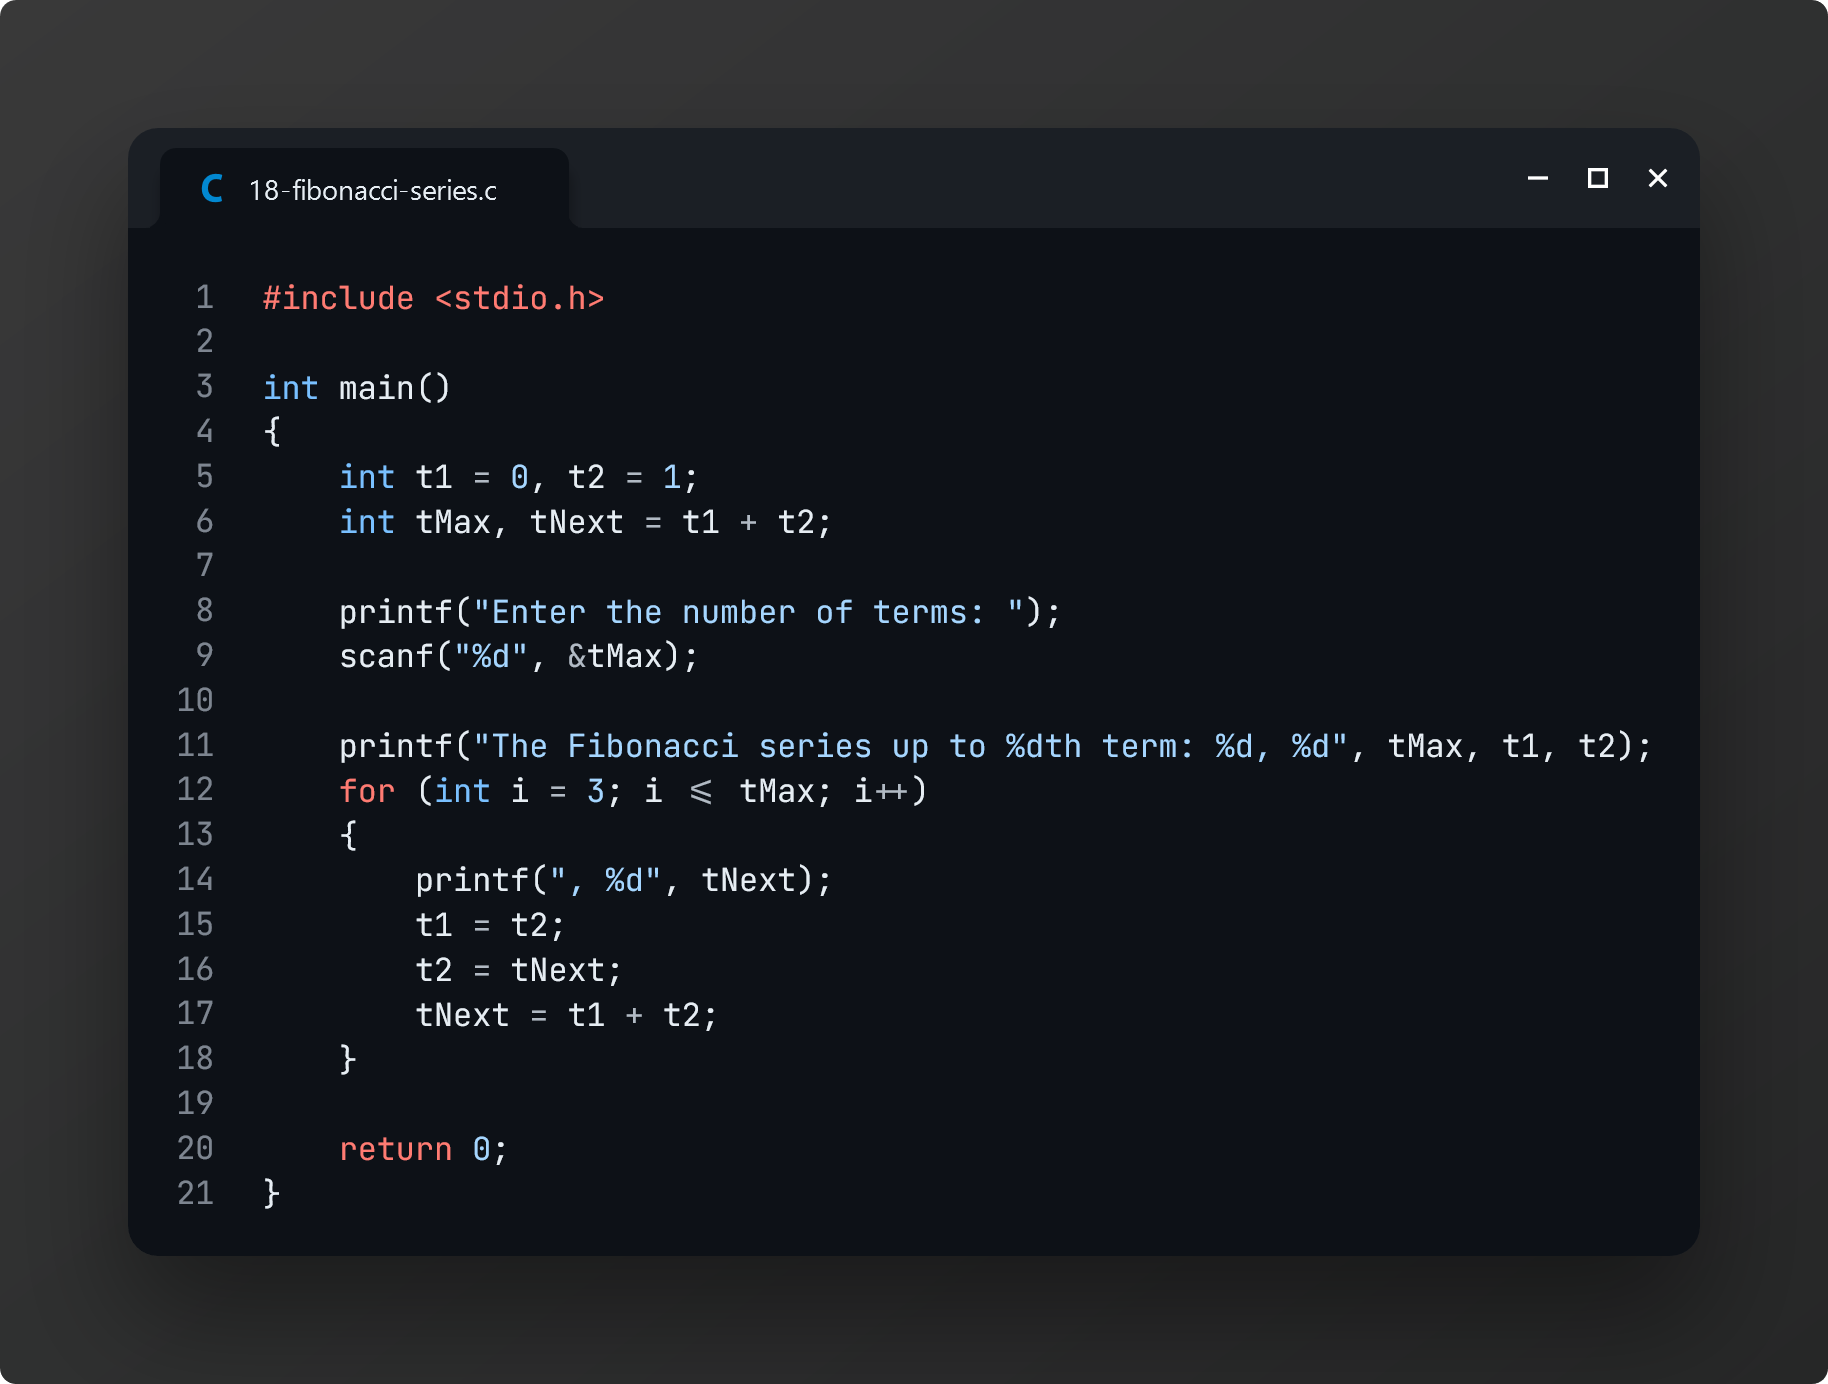 18-fibonacci-series.c
1 #include <stdio.h>
2
3 int main()
4 {
5     int t1 = 0, t2 = 1;
6     int tMax, tNext = t1 + t2;
7
8     printf("Enter the number of terms: ");
9     scanf("%d", &tMax);
10
11     printf("The Fibonacci series up to %dth term: %d, %d", tMax, t1, t2);
12     for (int i = 3; i <= tMax; i++)
13     {
14         printf(", %d", tNext);
15         t1 = t2;
16         t2 = tNext;
17         tNext = t1 + t2;
18     }
19
20     return 0;
21 }